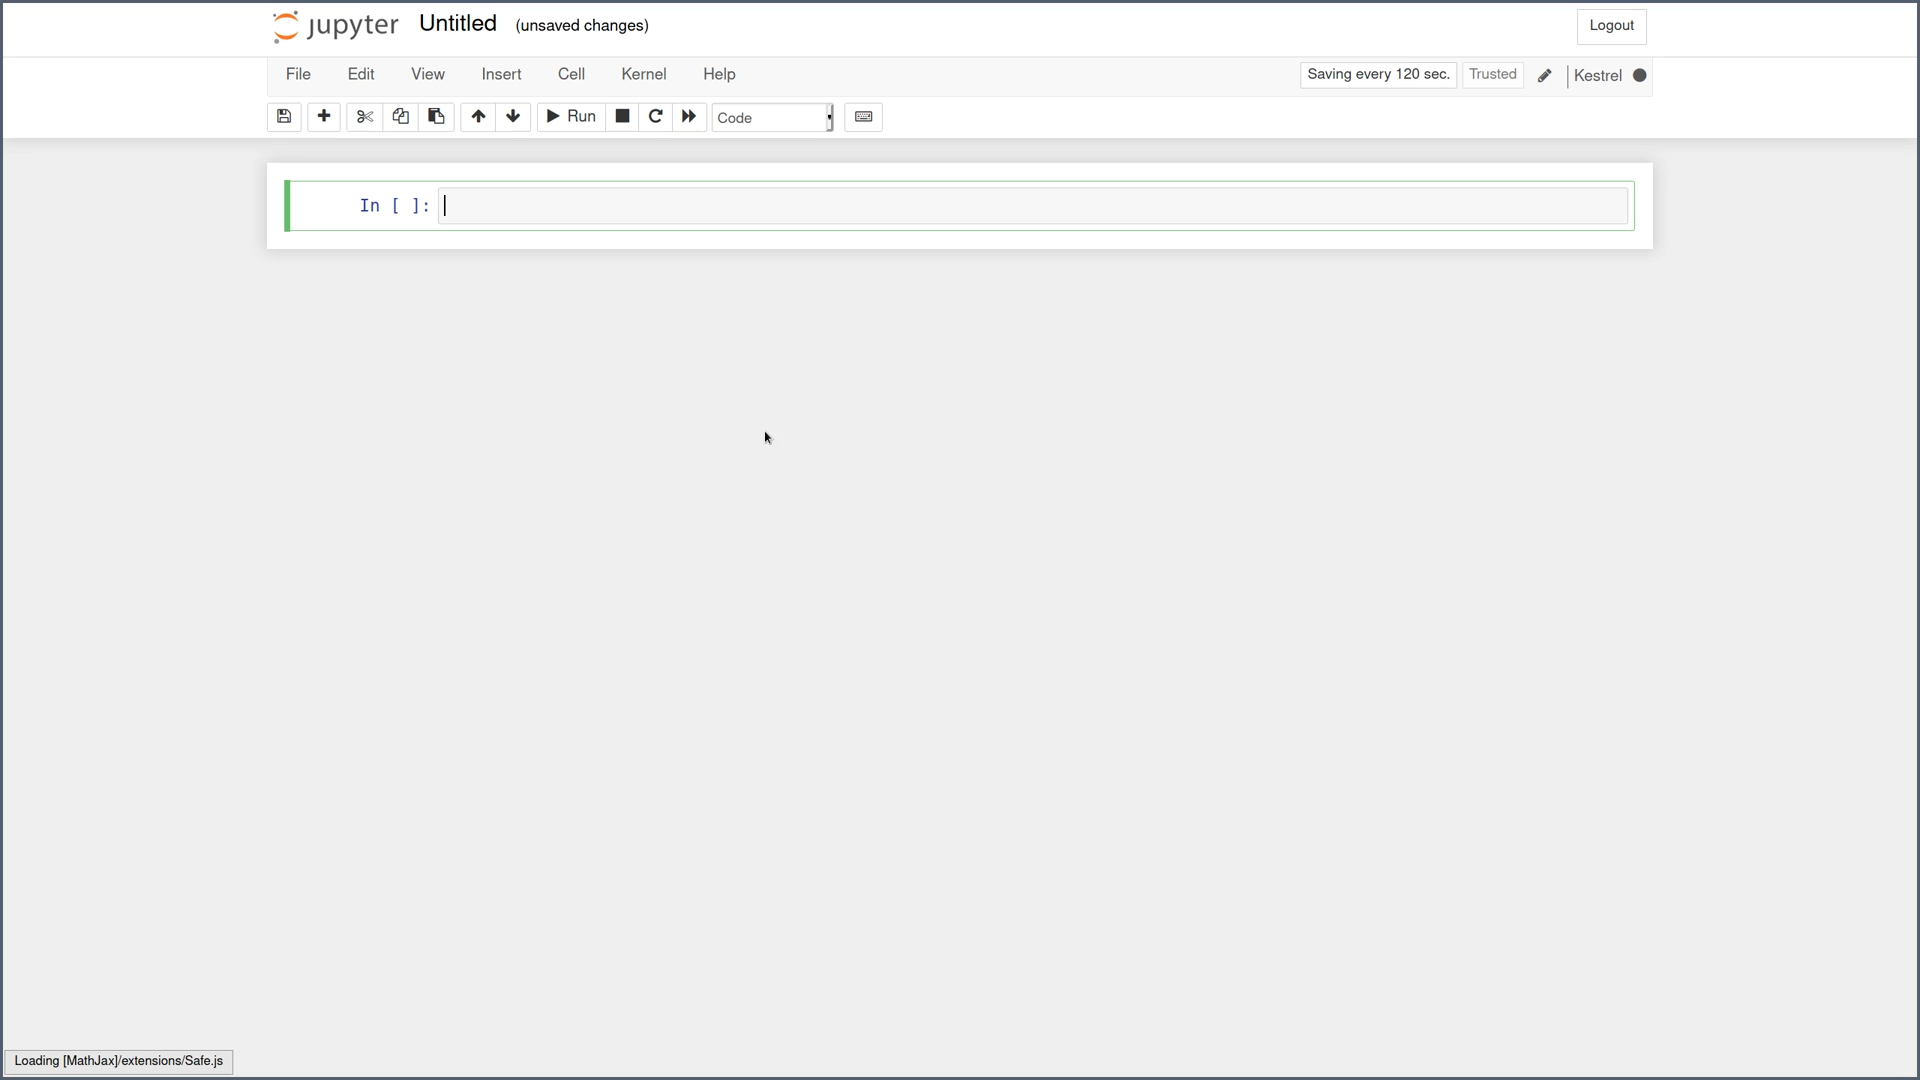 jupyter Untitled (unsaved changes) Logout
File Edit View Insert Cell Kernel Help Saving every 120 sec. Trusted Kestrel
Run Code
In [ ]:
Loading [MathJax]/extensions/Safe.js